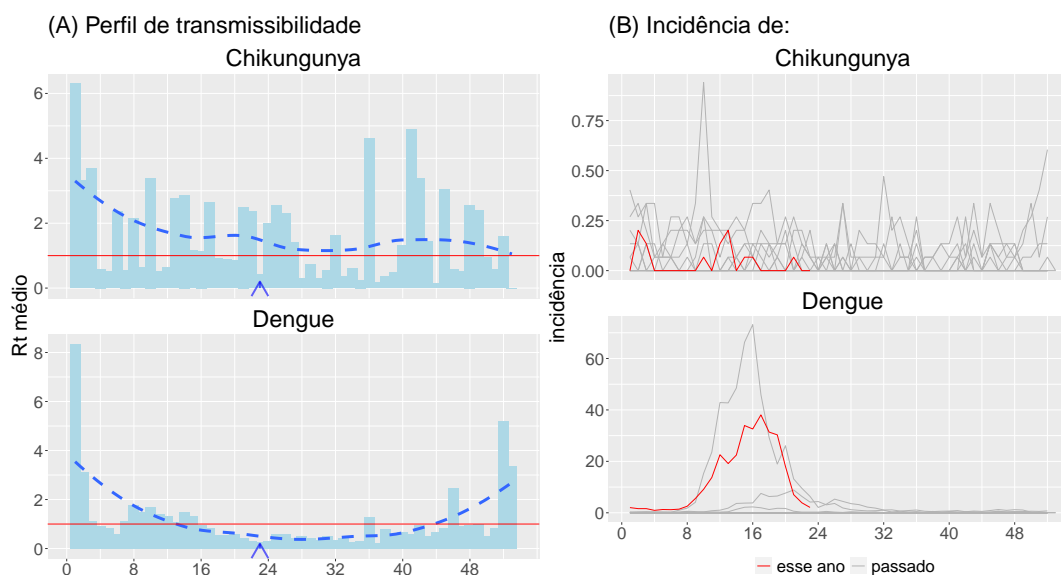 (A) Perfil de transmissibilidade
Chikungunya
6
4
2
0
Dengue
8
6
4
2
0
0 8 16 24 32 40 48
Rt médio
(B) Incidência de:
Chikungunya
0.75
0.50
0.25
0.00
Dengue
60
40
20
0
0 8 16 24 32 40 48
incidência
esse ano passado